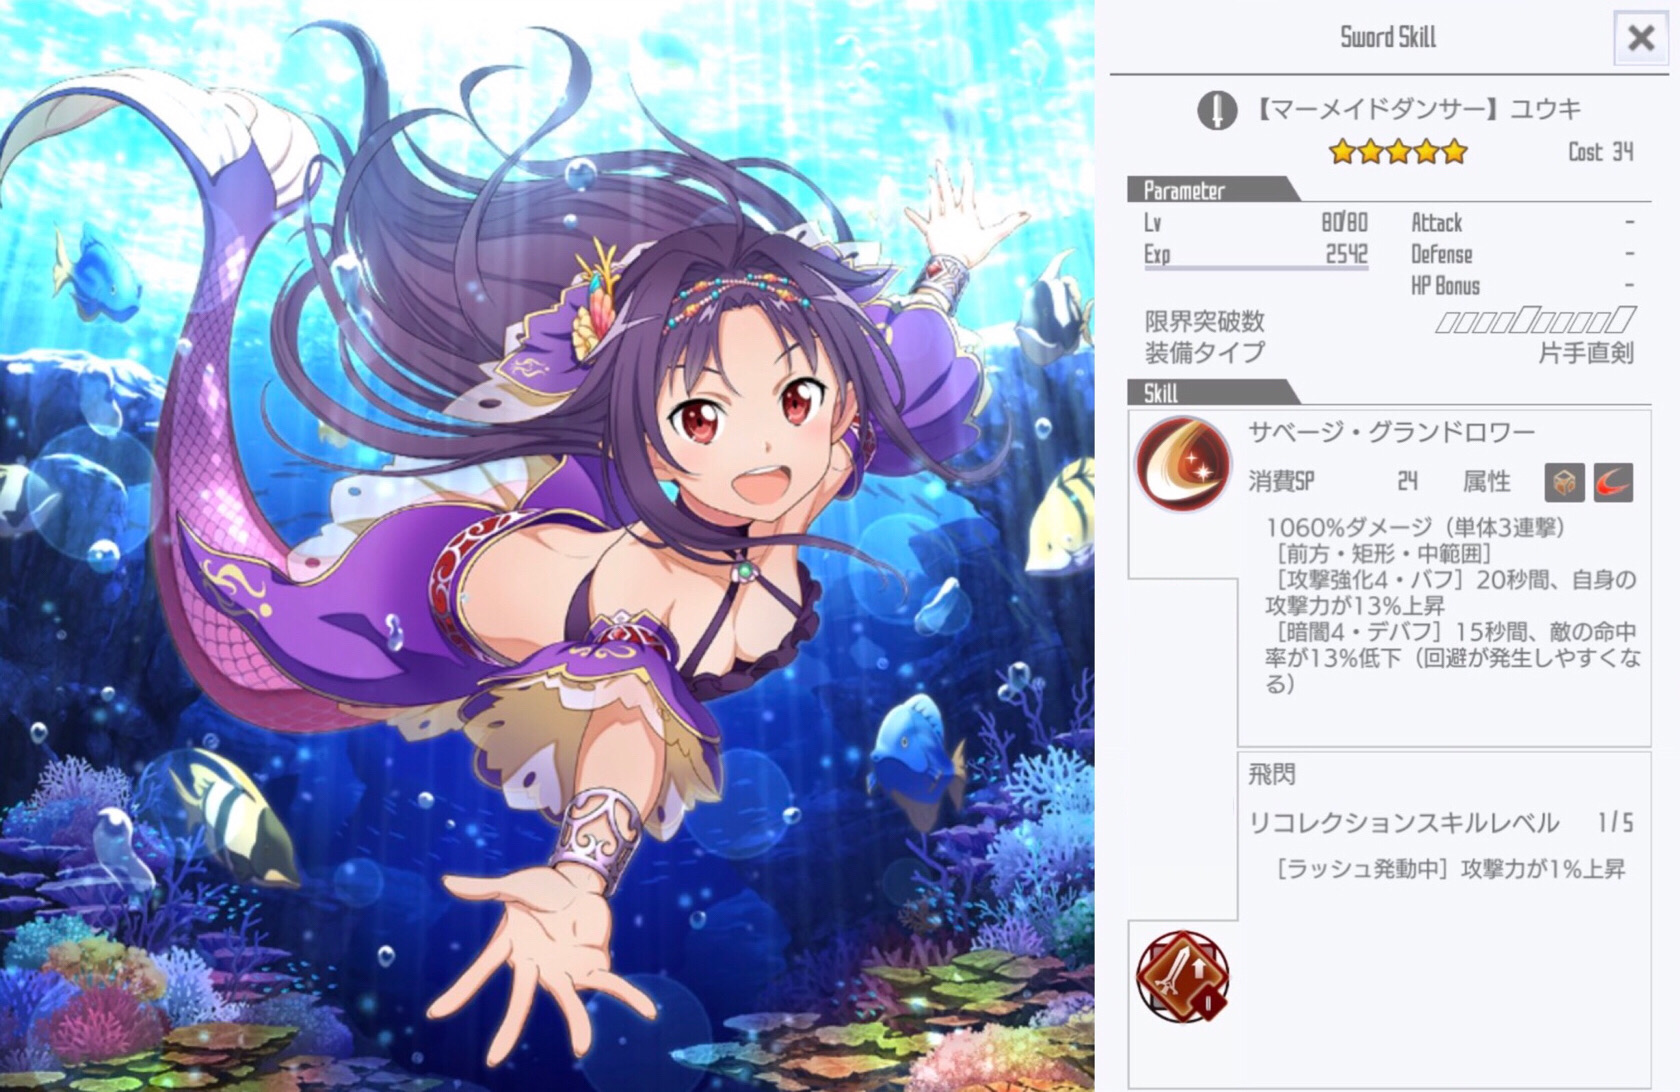 Sword Skill
【マーメイドダンサー】ユウキ
Cost 34
Parameter
Lv 80/80 Attack -
Exp 2542 Defense -
HP Bonus -
限界突破数
装備タイプ 片手直剣
Skill
サベージ・グランドロワー
消費SP 24 属性
1060%ダメージ（単体3連撃）
［前方・矩形・中範囲］
［攻撃強化4・バフ］20秒間、自身の
攻撃力が13%上昇
［暗闇4・デバフ］15秒間、敵の命中
率が13%低下（回避が発生しやすくな
る）
飛閃
リコレクションスキルレベル 1/5
［ラッシュ発動中］攻撃力が1%上昇
I